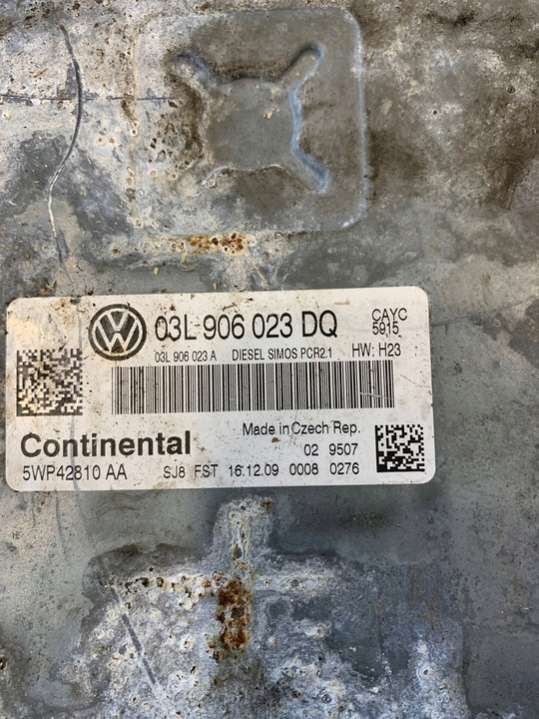 03L 906 023 DQ
CAYC
5915
03L 906 023 A DIESEL SIMOS PCR2.1 HW: H23
Continental
Made in Czech Rep.
02 9507
5WP42810 AA
SJ8 FST 16.12.09 0008 0276